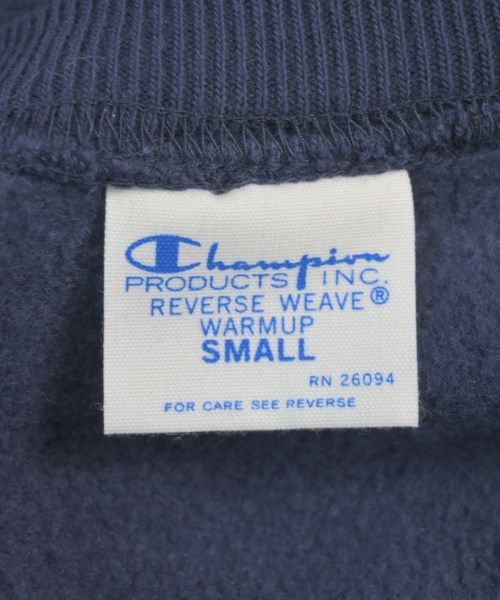 Champion
PRODUCTS INC.
REVERSE WEAVE®
WARMUP
SMALL
RN 26094
FOR CARE SEE REVERSE